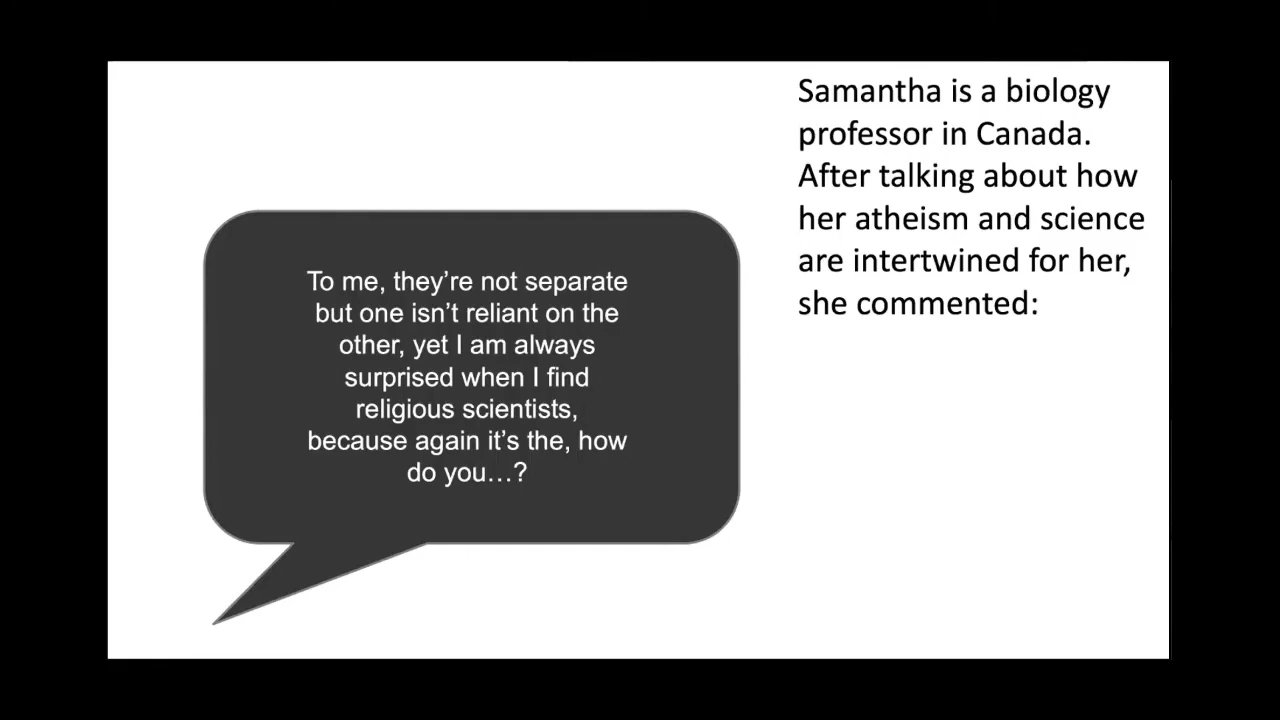 Samantha is a biology
professor in Canada.
After talking about how
her atheism and science
are intertwined for her,
she commented:
To me, they're not separate
but one isn't reliant on the
other, yet I am always
surprised when I find
religious scientists,
because again it's the, how
do you…?